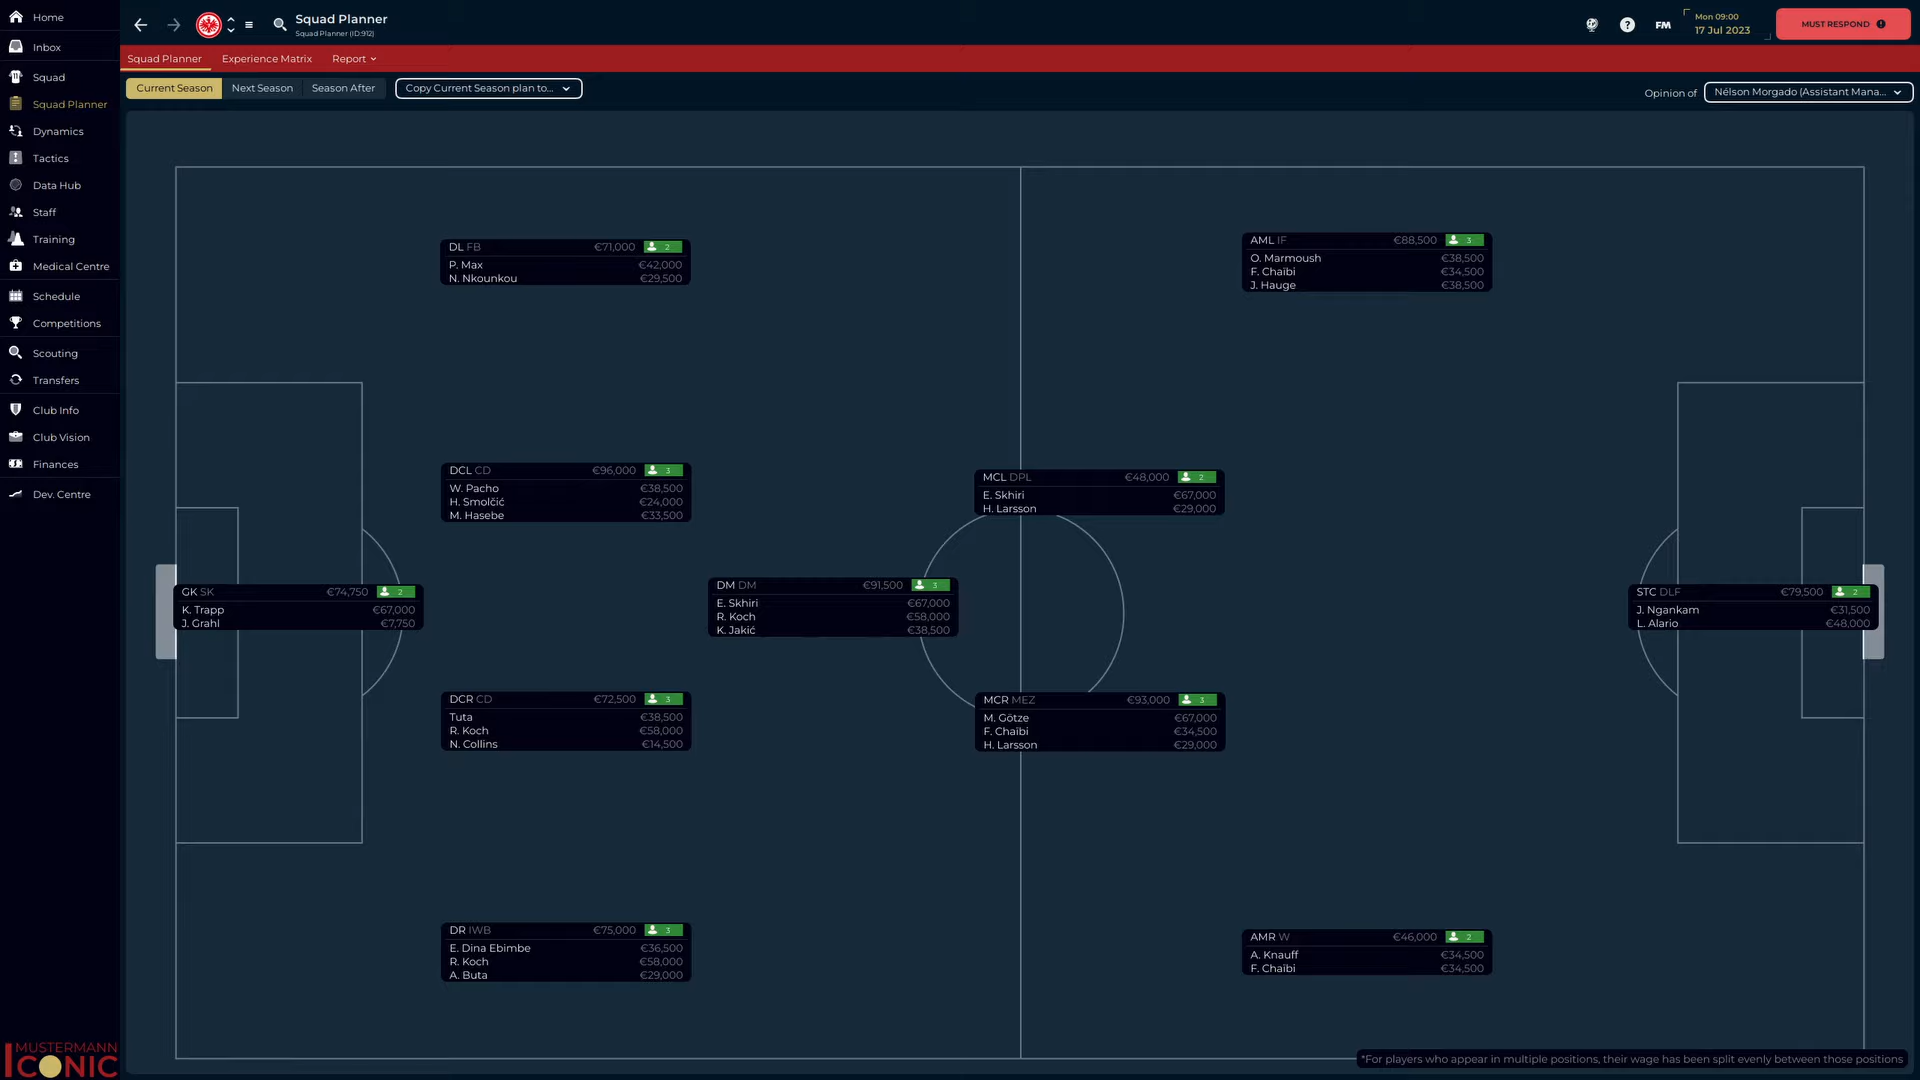 Home
Inbox
Squad
Squad Planner
Dynamics
Tactics
Data Hub
Staff
Training
Medical Centre
Schedule
Competitions
Scouting
Transfers
Club Info
Club Vision
Finances
Dev. Centre
MUSTERMANN
ICONIC
Squad Planner
Squad Planner (ID:912)
FM
Mon 09:00
17 Jul 2023
MUST RESPOND
Squad Planner Experience Matrix Report
Current Season Next Season Season After Copy Current Season plan to...
Opinion of Nélson Morgado (Assistant Mana...
DL FB €71,000 2
P. Max €42,000
N. Nkounkou €29,500
AML IF €88,500 3
O. Marmoush €38,500
F. Chaïbi €34,500
J. Hauge €38,500
DCL CD €96,000 3
W. Pacho €38,500
H. Smolčić €24,000
M. Hasebe €33,500
MCL DPL €48,000 2
E. Skhiri €67,000
H. Larsson €29,000
GK SK €74,750 2
K. Trapp €67,000
J. Grahl €7,750
DM DM €91,500 3
E. Skhiri €67,000
R. Koch €58,000
K. Jakić €38,500
STC DLF €79,500 2
J. Ngankam €31,500
L. Alario €48,000
DCR CD €72,500 3
Tuta €38,500
R. Koch €58,000
N. Collins €14,500
MCR MEZ €93,000 3
M. Götze €67,000
F. Chaïbi €34,500
H. Larsson €29,000
DR IWB €75,000 3
E. Dina Ebimbe €36,500
R. Koch €58,000
A. Buta €29,000
AMR W €46,000 2
A. Knauff €34,500
F. Chaïbi €34,500
*For players who appear in multiple positions, their wage has been split evenly between those positions